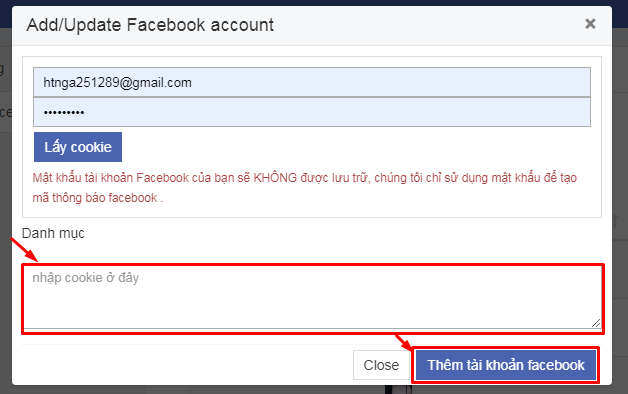 Add/Update Facebook account
×
htnga251289@gmail.com
•••••••••
Lấy cookie
Mật khẩu tài khoản Facebook của bạn sẽ KHÔNG được lưu trữ, chúng tôi chỉ sử dụng mật khẩu để tạo
mã thông báo facebook .
Danh mục
nhập cookie ở đây
Close
Thêm tài khoản facebook